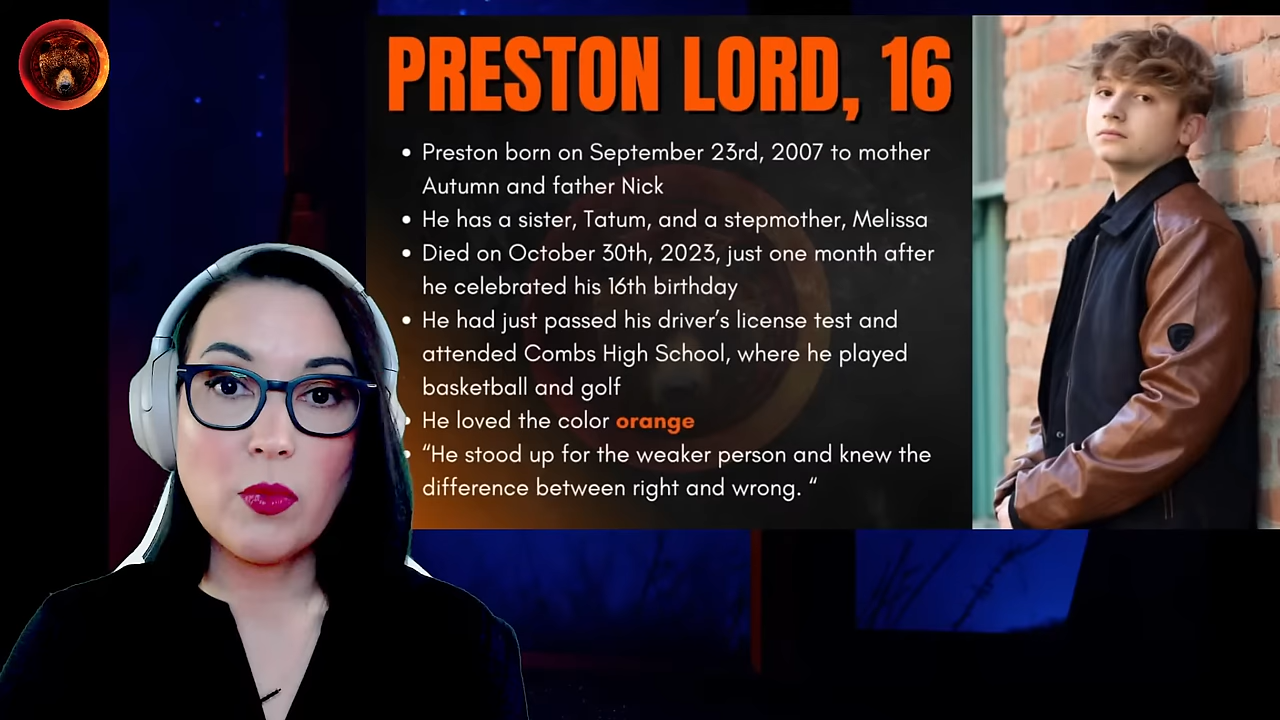 PRESTON LORD, 16
• Preston born on September 23rd, 2007 to mother
Autumn and father Nick
• He has a sister, Tatum, and a stepmother, Melissa
• Died on October 30th, 2023, just one month after
he celebrated his 16th birthday
• He had just passed his driver's license test and
attended Combs High School, where he played
basketball and golf
• He loved the color orange
• “He stood up for the weaker person and knew the
difference between right and wrong. “